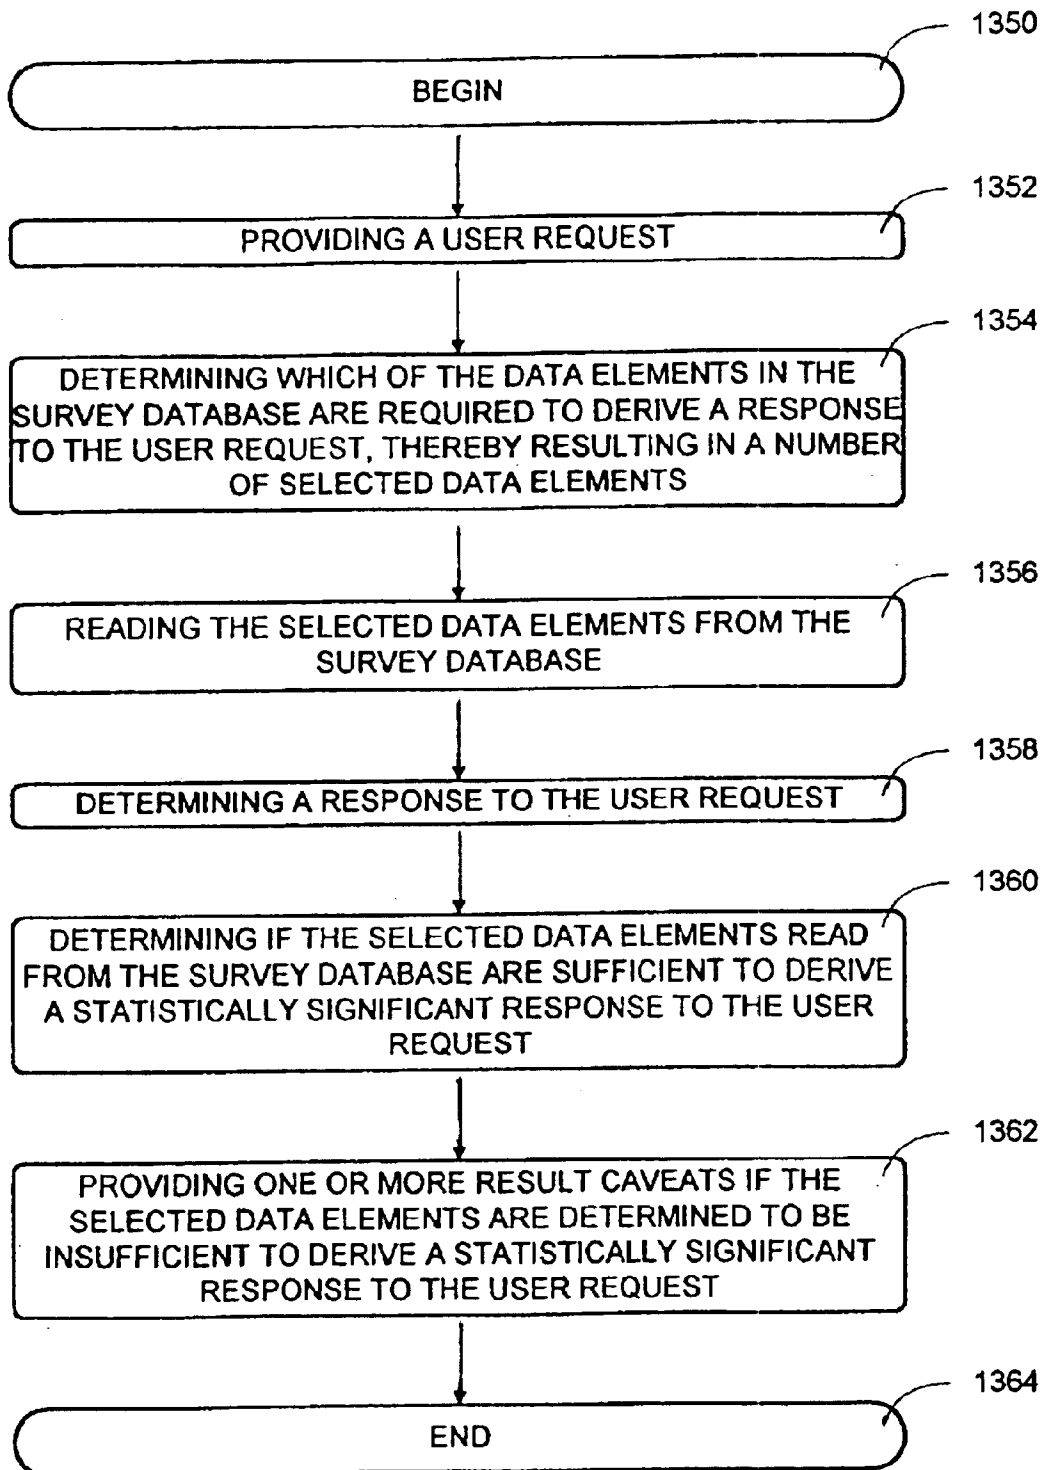 1350
BEGIN
1352
PROVIDING A USER REQUEST
1354
DETERMINING WHICH OF THE DATA ELEMENTS IN THE
SURVEY DATABASE ARE REQUIRED TO DERIVE A RESPONSE
TO THE USER REQUEST, THEREBY RESULTING IN A NUMBER
OF SELECTED DATA ELEMENTS
1356
READING THE SELECTED DATA ELEMENTS FROM THE
SURVEY DATABASE
1358
DETERMINING A RESPONSE TO THE USER REQUEST
1360
DETERMINING IF THE SELECTED DATA ELEMENTS READ
FROM THE SURVEY DATABASE ARE SUFFICIENT TO DERIVE
A STATISTICALLY SIGNIFICANT RESPONSE TO THE USER
REQUEST
1362
PROVIDING ONE OR MORE RESULT CAVEATS IF THE
SELECTED DATA ELEMENTS ARE DETERMINED TO BE
INSUFFICIENT TO DERIVE A STATISTICALLY SIGNIFICANT
RESPONSE TO THE USER REQUEST
1364
END